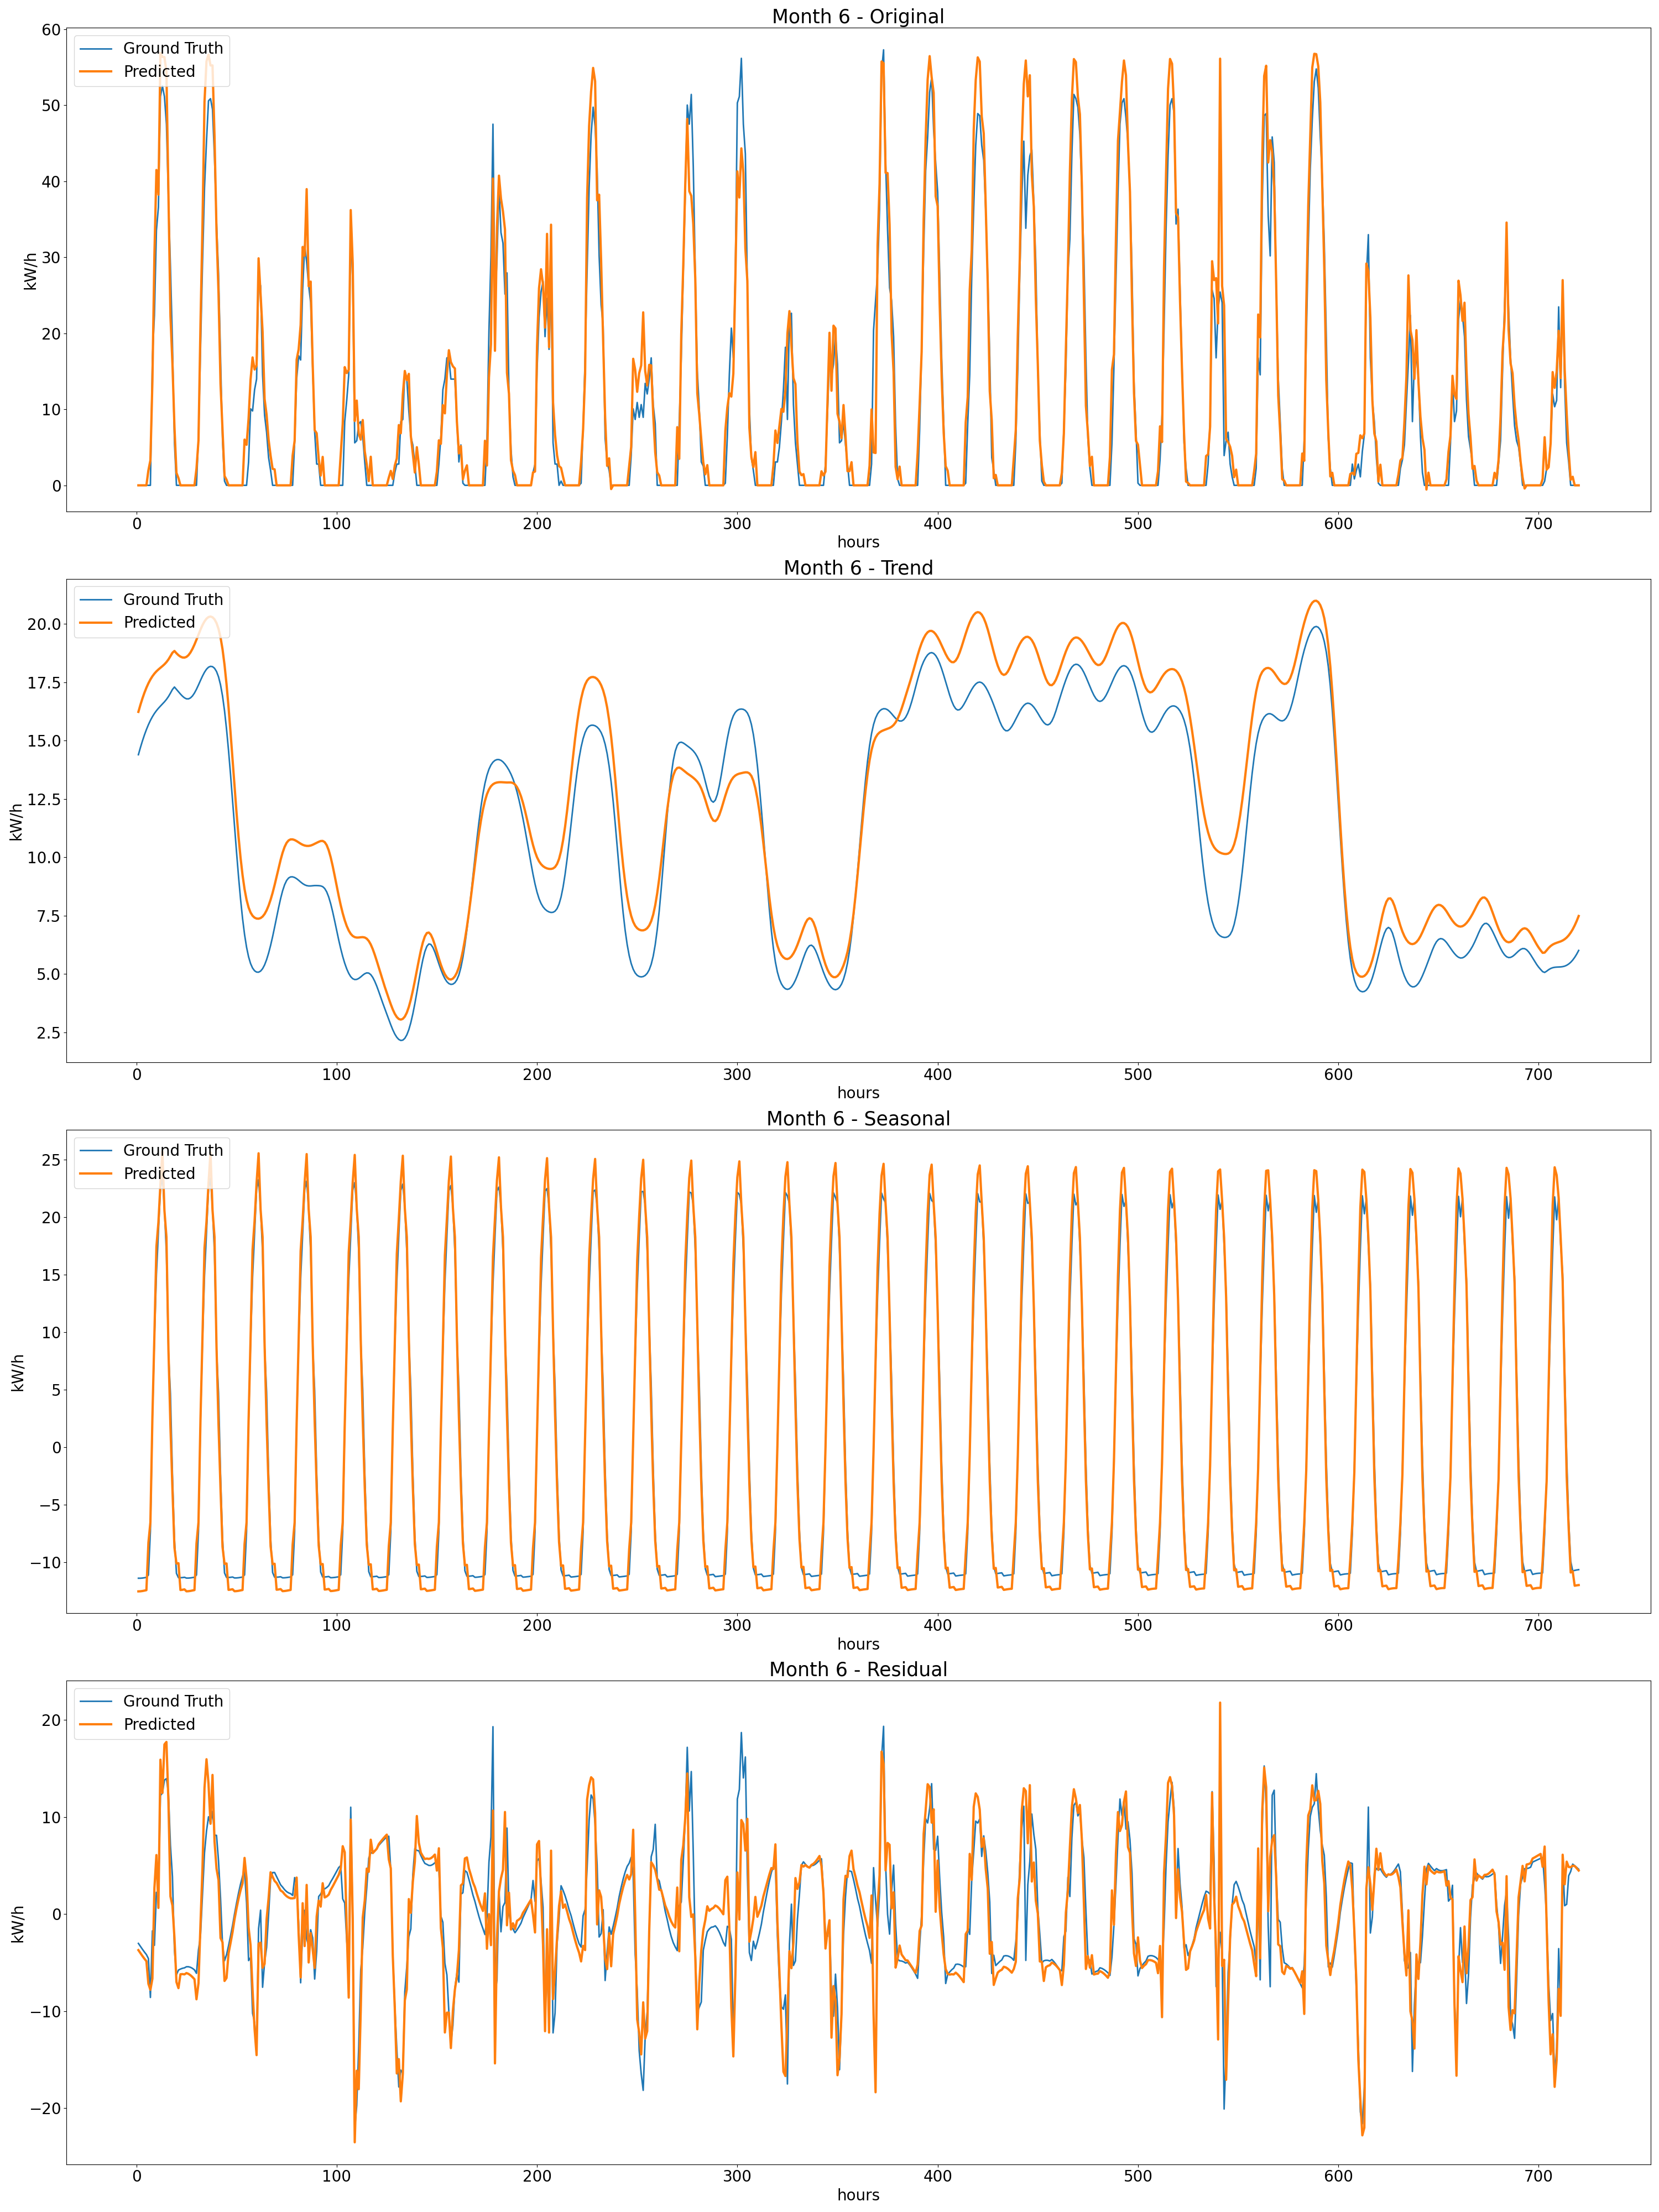 Month 6 - Original
Ground Truth
Predicted
60
50
40
30
20
10
0
kW/h
0 100 200 300 400 500 600 700
hours
Month 6 - Trend
Ground Truth
Predicted
20.0
17.5
15.0
12.5
10.0
7.5
5.0
2.5
kW/h
0 100 200 300 400 500 600 700
hours
Month 6 - Seasonal
Ground Truth
Predicted
25
20
15
10
5
0
−5
−10
kW/h
0 100 200 300 400 500 600 700
hours
Month 6 - Residual
Ground Truth
Predicted
20
10
0
−10
−20
kW/h
0 100 200 300 400 500 600 700
hours